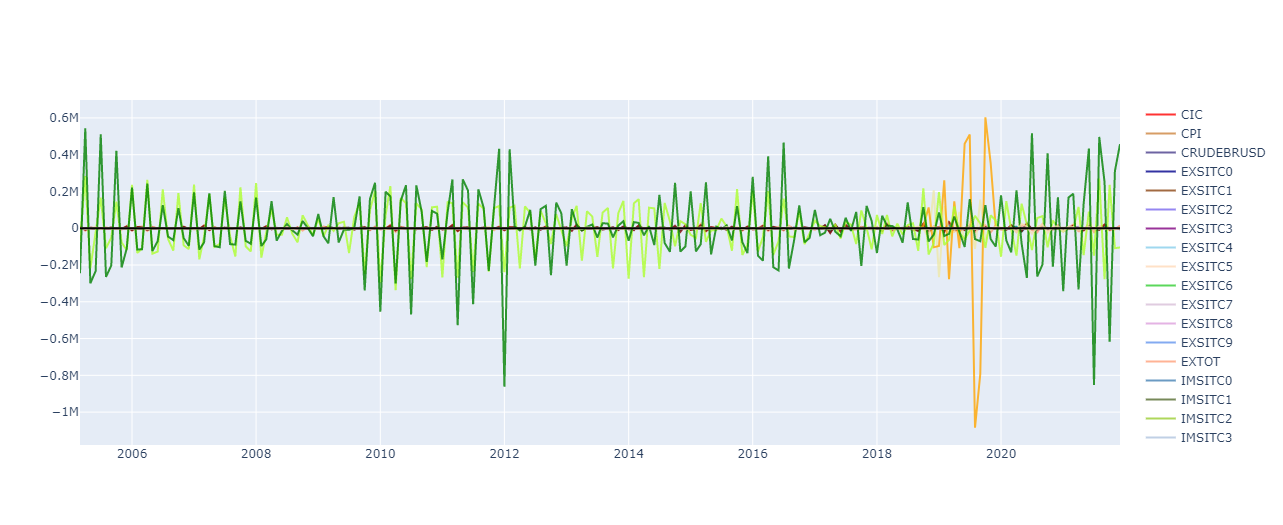 0.6M
0.4M
0.2M
0
−0.2M
−0.4M
−0.6M
−0.8M
−1M
2006 2008 2010 2012 2014 2016 2018 2020
CIC
CPI
CRUDEBRUSD
EXSITC0
EXSITC1
EXSITC2
EXSITC3
EXSITC4
EXSITC5
EXSITC6
EXSITC7
EXSITC8
EXSITC9
EXTOT
IMSITC0
IMSITC1
IMSITC2
IMSITC3